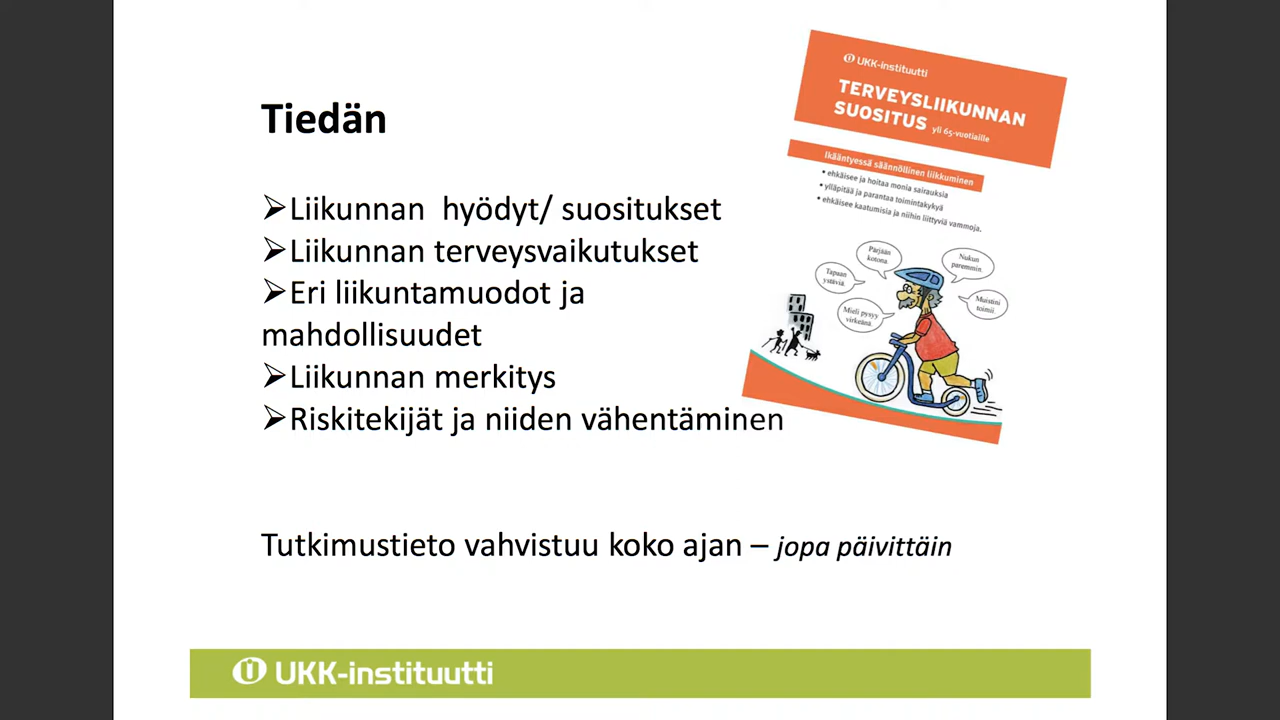 Tiedän
➢Liikunnan hyödyt/ suositukset
➢Liikunnan terveysvaikutukset
➢Eri liikuntamuodot ja
mahdollisuudet
➢Liikunnan merkitys
➢Riskitekijät ja niiden vähentäminen
Tutkimustieto vahvistuu koko ajan – jopa päivittäin
UKK-instituutti
TERVEYSLIIKUNNAN
SUOSITUS yli 65-vuotiaille
Ikääntyessä säännöllinen liikkuminen
• ehkäisee ja hoitaa monia sairauksia
• ylläpitää ja parantaa toimintakykyä
• ehkäisee kaatumisia ja niihin liittyviä vammoja.
Pärjään
kotona
Nukun
paremmin
Tapaan
ystäviä
Muistini
toimii
Mieli pysyy
virkeänä
UKK-instituutti